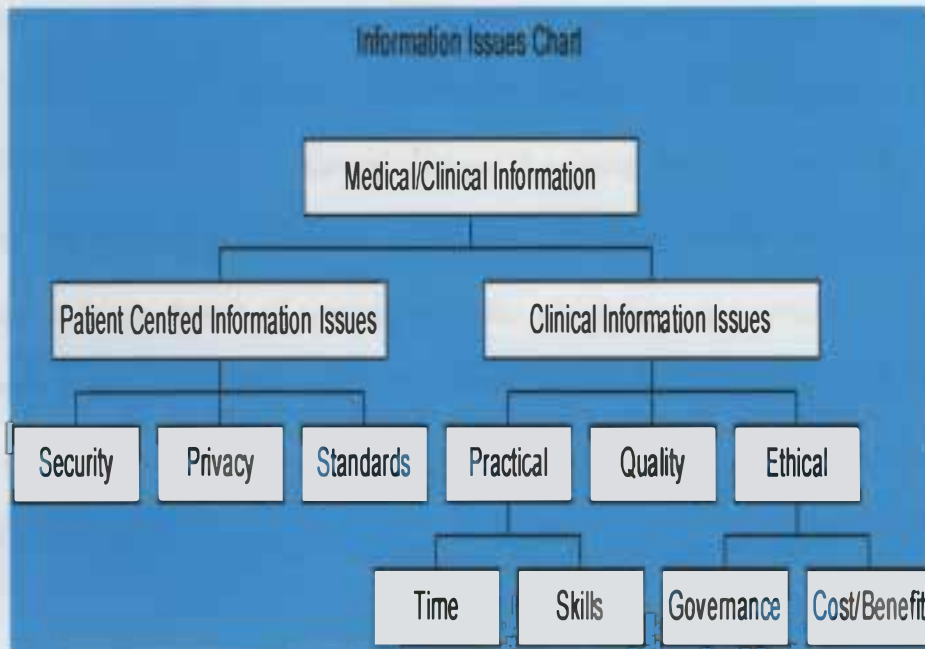 Information Issues Chart
Medical/Clinical Information
Patient Centred Information Issues
Clinical Information Issues
Security
Privacy
Standards
Practical
Quality
Ethical
Time
Skills
Governance
Cost/Benefit